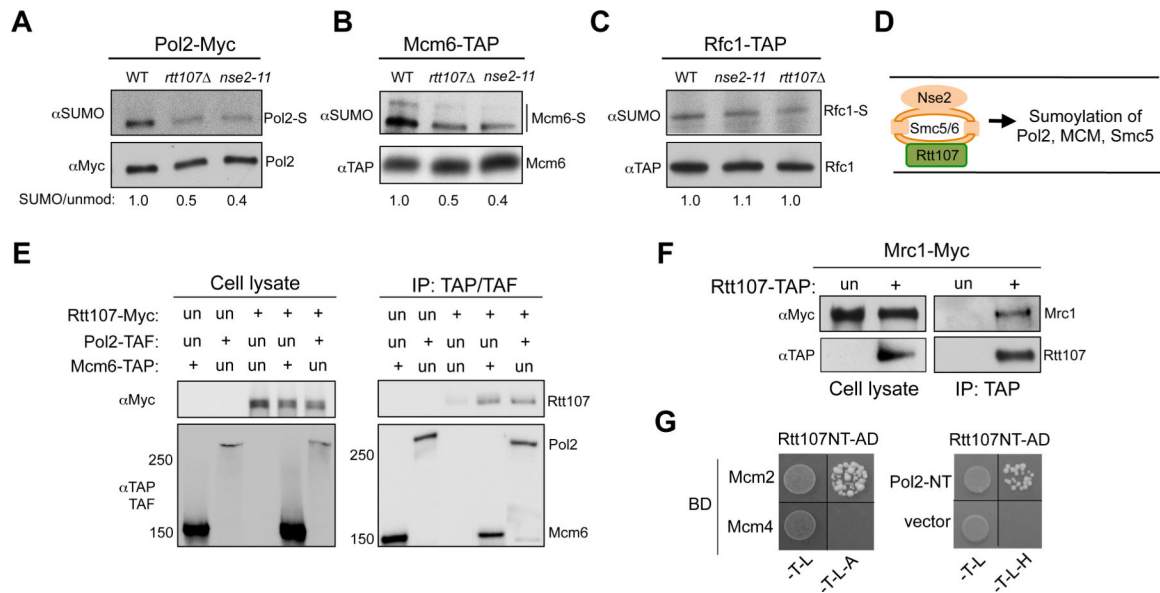 A
Pol2-Myc
WT rtt107Δ nse2-11
αSUMO Pol2-S
αMyc Pol2
SUMO/unmod: 1.0 0.5 0.4
B
Mcm6-TAP
WT rtt107Δ nse2-11
αSUMO Mcm6-S
αTAP Mcm6
1.0 0.5 0.4
C
Rfc1-TAP
WT nse2-11 rtt107Δ
αSUMO Rfc1-S
αTAP Rfc1
1.0 1.1 1.0
D
Nse2
Smc5/6
Rtt107
Sumoylation of
Pol2, MCM, Smc5
E
Cell lysate IP: TAP/TAF
Rtt107-Myc: un un + + + un un + + +
Pol2-TAF: un + un un + un + un un +
Mcm6-TAP: + un un + un + un un + un
αMyc Rtt107
250 250 Pol2
αTAP
TAF
150 150 Mcm6
F
Mrc1-Myc
Rtt107-TAP: un + un +
αMyc Mrc1
αTAP Rtt107
Cell lysate IP: TAP
G
Rtt107NT-AD Rtt107NT-AD
BD
Mcm2 Pol2-NT
Mcm4 vector
-T-L -T-L-A -T-L -T-L-H